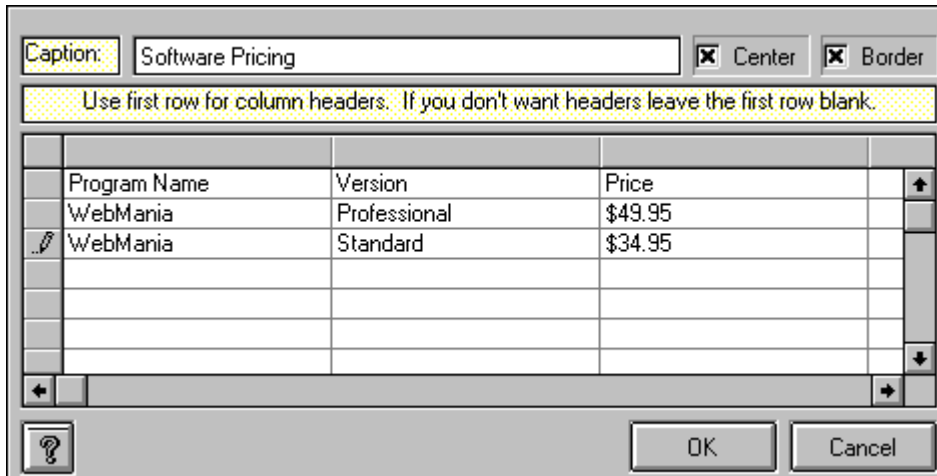 Caption: Software Pricing Center Border
Use first row for column headers. If you don't want headers leave the first row blank.
Program Name Version Price
WebMania Professional $49.95
WebMania Standard $34.95
? OK Cancel